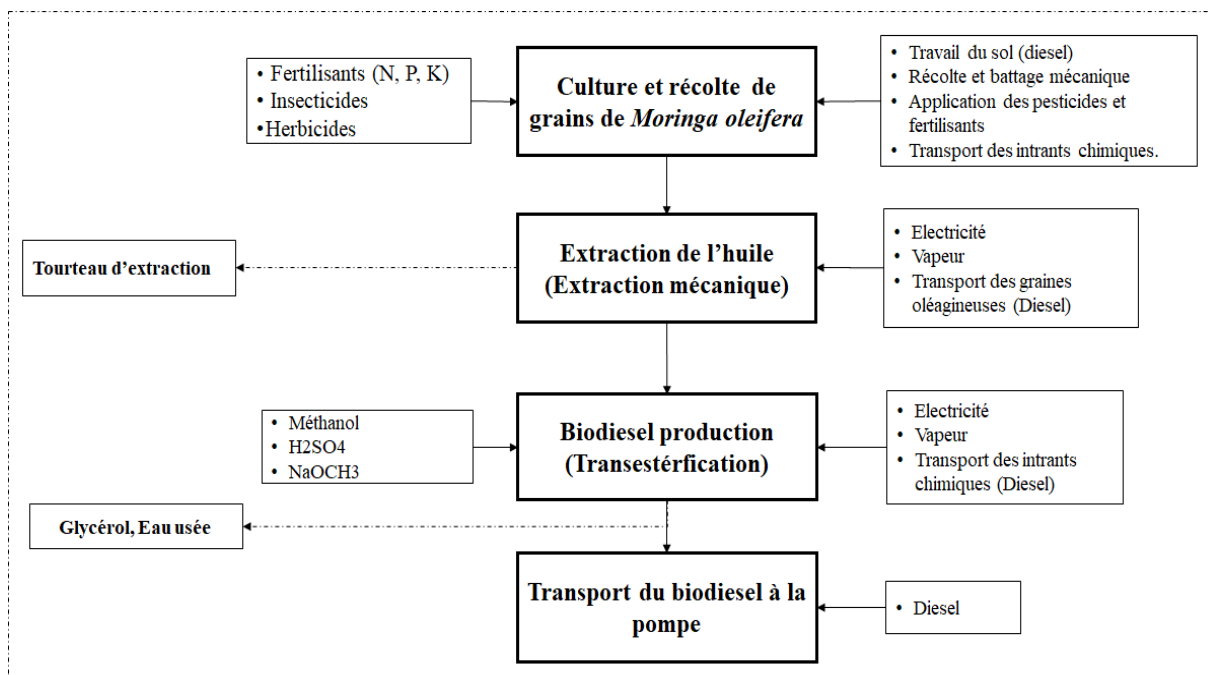 • Fertilisants (N, P, K)
• Insecticides
•Herbicides
Culture et récolte de
grains de Moringa oleifera
• Travail du sol (diesel)
• Récolte et battage mécanique
• Application des pesticides et
fertilisants
• Transport des intrants chimiques.
Tourteau d'extraction
Extraction de l'huile
(Extraction mécanique)
• Electricité
• Vapeur
• Transport des graines
oléagineuses (Diesel)
• Méthanol
• H2SO4
• NaOCH3
Biodiesel production
(Transestérfication)
• Electricité
• Vapeur
• Transport des intrants
chimiques (Diesel)
Glycérol, Eau usée
Transport du biodiesel à la
pompe
• Diesel